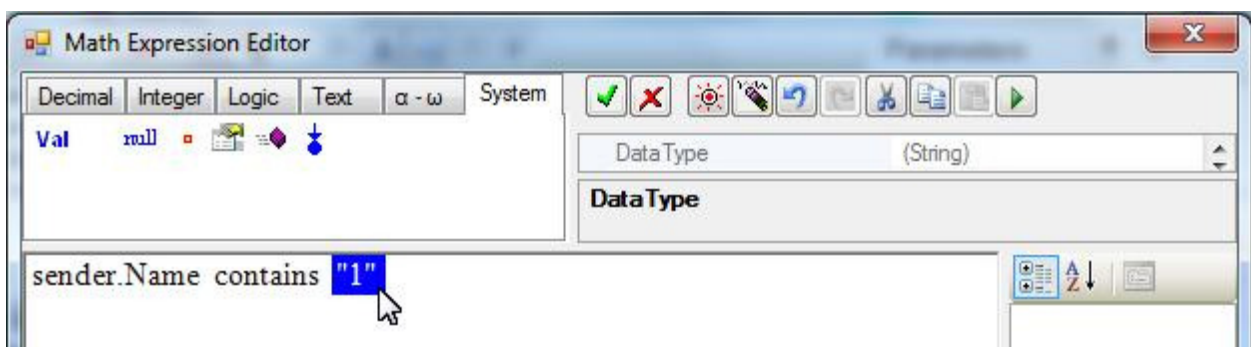 Math Expression Editor
Decimal Integer Logic Text α - ω System
Val null
DataType (String)
DataType
sender.Name contains "1"
A
Z